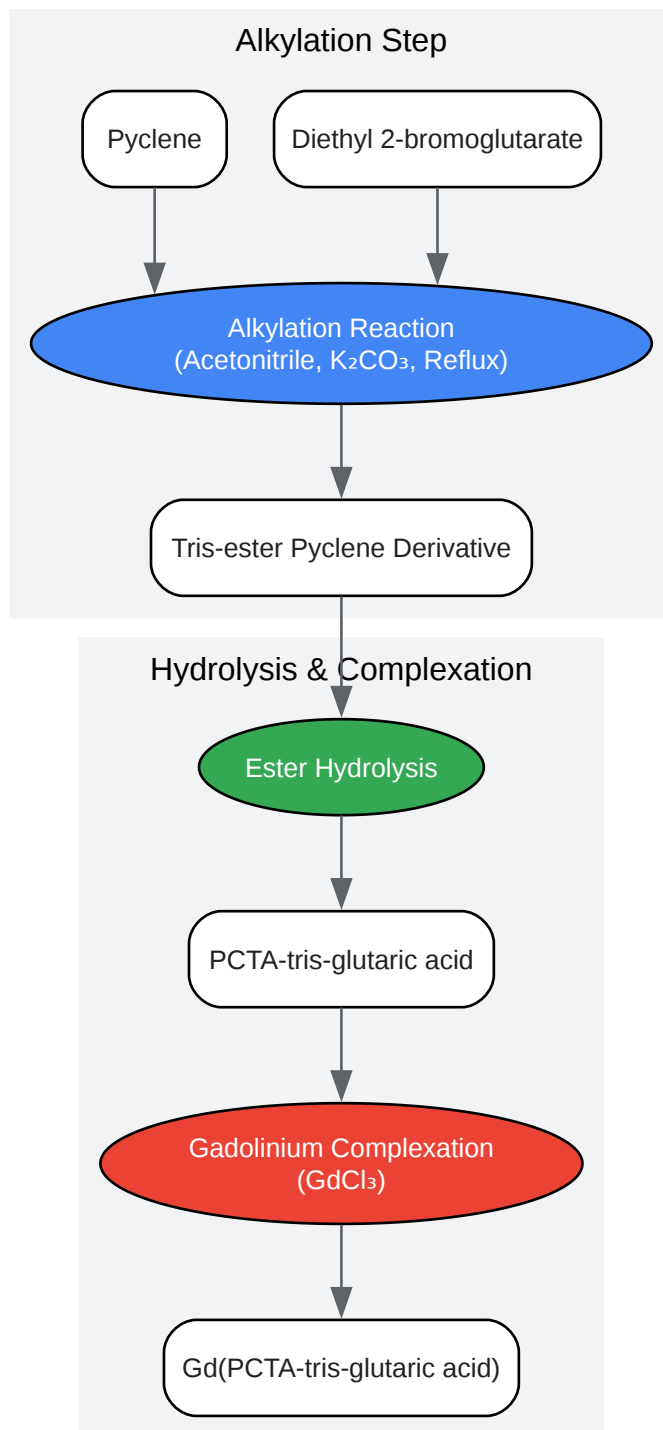 Alkylation Step
Pyclene
Diethyl 2-bromoglutarate
Alkylation Reaction
(Acetonitrile, K₂CO₃, Reflux)
Tris-ester Pyclene Derivative
Hydrolysis & Complexation
Ester Hydrolysis
PCTA-tris-glutaric acid
Gadolinium Complexation
(GdCl₃)
Gd(PCTA-tris-glutaric acid)